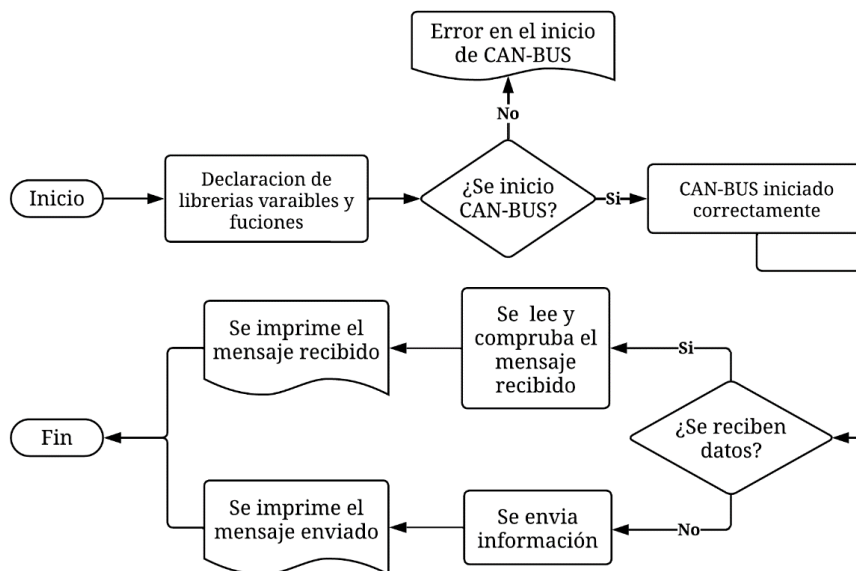 Error en el inicio
de CAN-BUS
No
Inicio
Declaracion de
librerias varaibles y
fuciones
¿Se inicio
CAN-BUS?
Si
CAN-BUS iniciado
correctamente
Se imprime el
mensaje recibido
Se lee y
compruba el
mensaje
recibido
Si
Fin
¿Se reciben
datos?
Se imprime el
mensaje enviado
Se envia
información
No